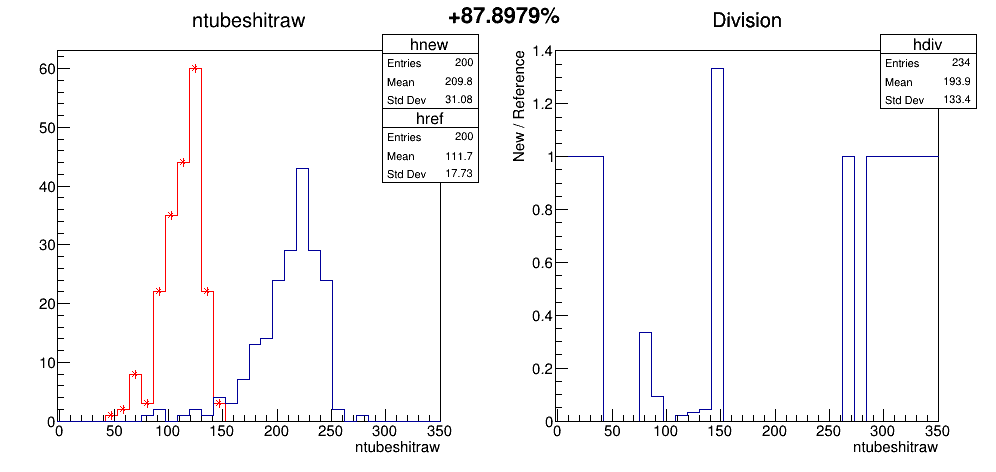 +87.8979%
ntubeshitraw
hnew
Entries 200
Mean 209.8
Std Dev 31.08
href
Entries 200
Mean 111.7
Std Dev 17.73
60
50
40
30
20
10
0
0 50 100 150 200 250 300 350
ntubeshitraw
Division
hdiv
Entries 234
Mean 193.9
Std Dev 133.4
New / Reference
1.4
1.2
1
0.8
0.6
0.4
0.2
0
0 50 100 150 200 250 300 350
ntubeshitraw